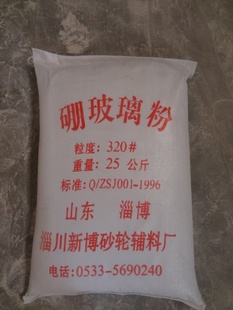 硼玻璃粉
粒度：320#
重量：25 公斤
标准：Q/ZSJ001-1996
山东 淄博
淄川新博砂轮辅料厂
电话：0533-5690240